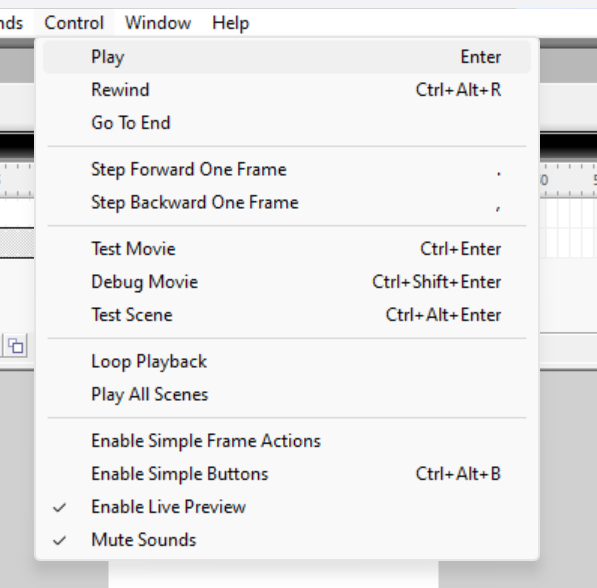 nds Control Window Help
Play Enter
Rewind Ctrl+Alt+R
Go To End
Step Forward One Frame .
Step Backward One Frame ,
Test Movie Ctrl+Enter
Debug Movie Ctrl+Shift+Enter
Test Scene Ctrl+Alt+Enter
Loop Playback
Play All Scenes
Enable Simple Frame Actions
Enable Simple Buttons Ctrl+Alt+B
Enable Live Preview
Mute Sounds